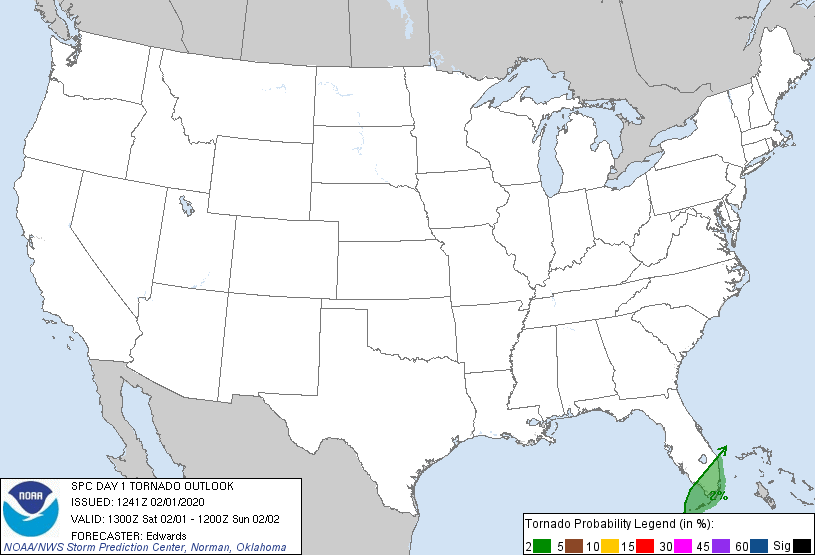 2%
SPC DAY 1 TORNADO OUTLOOK
ISSUED: 1241Z 02/01/2020
VALID: 1300Z Sat 02/01 - 1200Z Sun 02/02
FORECASTER: Edwards
NOAA/NWS Storm Prediction Center, Norman, Oklahoma
NOAA
Tornado Probability Legend (in %):
2 5 10 15 30 45 60 Sig